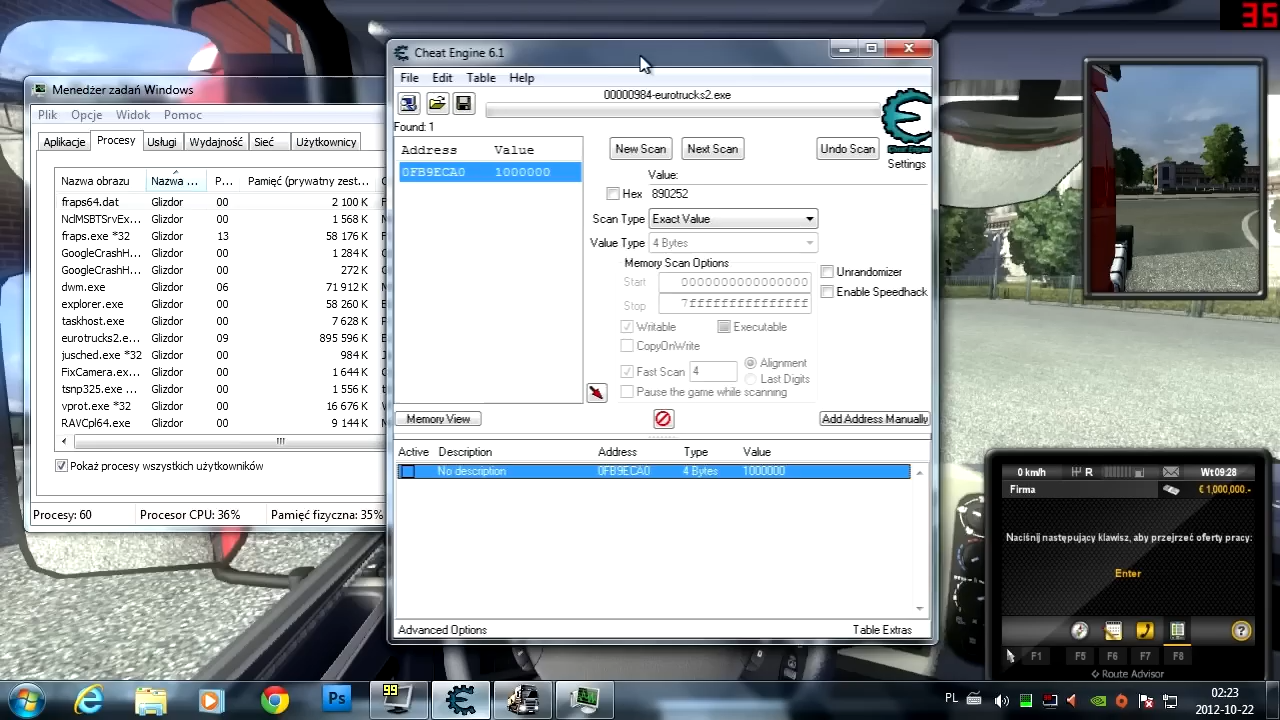 35
Menedżer zadań Windows
Plik Opcje Widok Pomoc
Aplikacje Procesy Usługi Wydajność Sieć Użytkownicy
Nazwa obrazu Nazwa ... P... Pamięć (prywatny zest...
fraps64.dat Glizdor 00 2 100 K
NclMSBTSrvEx... Glizdor 00 1 568 K
fraps.exe *32 Glizdor 13 58 176 K
GoogleCrashH... Glizdor 00 1 284 K
GoogleCrashH... Glizdor 00 272 K
dwm.exe Glizdor 06 71 912 K
explorer.exe Glizdor 00 58 260 K
taskhost.exe Glizdor 00 7 628 K
eurotrucks2.e... Glizdor 09 895 596 K
jusched.exe *32 Glizdor 00 984 K
FixCamera.exe... Glizdor 00 1 644 K
tsnp325.exe ... Glizdor 00 1 556 K
vprot.exe *32 Glizdor 00 16 676 K
RAVCpl64.exe Glizdor 00 9 144 K
Pokaż procesy wszystkich użytkowników
Procesy: 60 Procesor CPU: 36% Pamięć fizyczna: 35%
Cheat Engine 6.1
File Edit Table Help
00000984-eurotrucks2.exe
Found: 1
Address Value
0FB9ECA0 1000000
New Scan Next Scan Undo Scan
Cheat Engine
Settings
Value:
Hex 890252
Scan Type Exact Value
Value Type 4 Bytes
Memory Scan Options
Start 0000000000000000
Stop 7fffffffffffffff
Writable Executable
CopyOnWrite
Fast Scan 4 Alignment
Last Digits
Pause the game while scanning
Unrandomizer
Enable Speedhack
Memory View Add Address Manually
Active Description Address Type Value
No description 0FB9ECA0 4 Bytes 1000000
Advanced Options Table Extras
0 km/h R Wt 09:28
Firma € 1,000,000.-
Naciśnij następujący klawisz, aby przejrzeć oferty pracy:
Enter
?
F1 F5 F6 F7 F8
Route Advisor
Ps 99 PL 02:23
2012-10-22